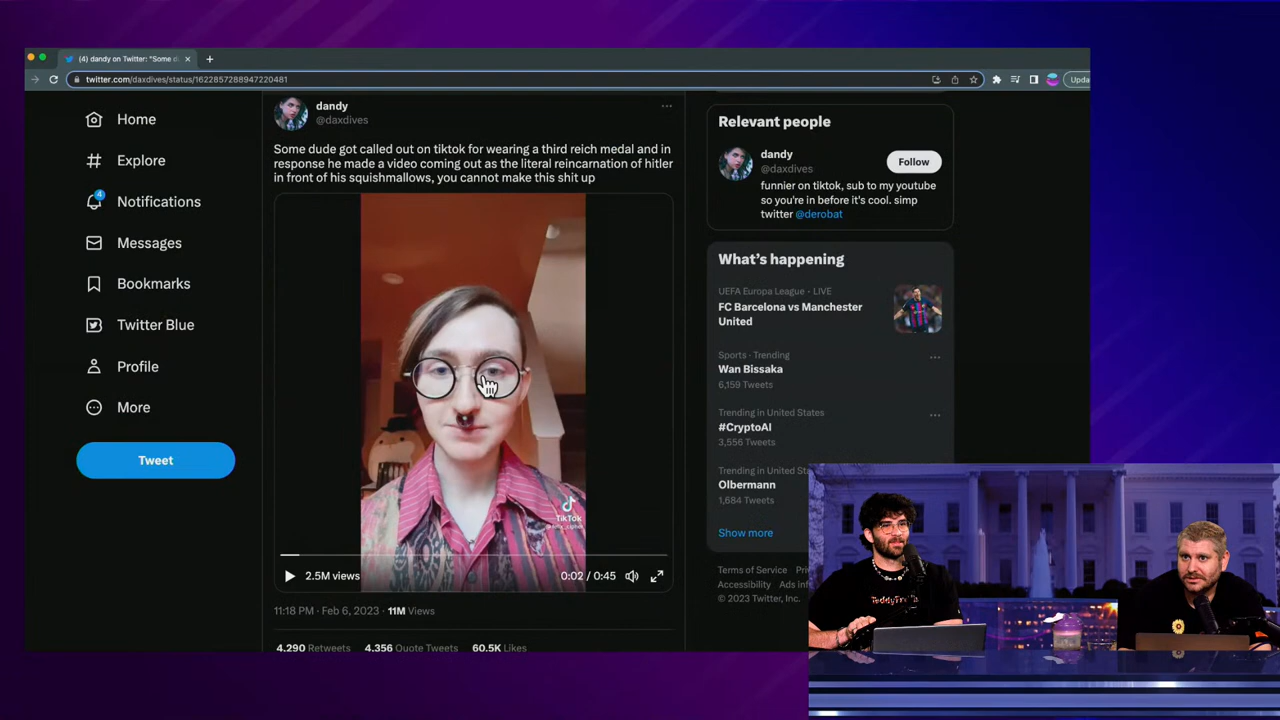 (4) dandy on Twitter: "Some d
twitter.com/daxdives/status/1622857288947220481
Upda
Home
Explore
4
Notifications
Messages
Bookmarks
Twitter Blue
Profile
More
Tweet
dandy
@daxdives
Some dude got called out on tiktok for wearing a third reich medal and in
response he made a video coming out as the literal reincarnation of hitler
in front of his squishmallows, you cannot make this shit up
TikTok
2.5M views
0:02 / 0:45
11:18 PM · Feb 6, 2023 · 11M Views
4,290 Retweets 4,356 Quote Tweets 60.5K Likes
Relevant people
dandy
@daxdives
Follow
funnier on tiktok, sub to my youtube
so you're in before it's cool. simp
twitter @derobat
What's happening
UEFA Europa League · LIVE
FC Barcelona vs Manchester
United
Sports · Trending
Wan Bissaka
6,159 Tweets
Trending in United States
#CryptoAI
3,556 Tweets
Trending in United Sta
Olbermann
1,684 Tweets
Show more
Terms of Service
Accessibility Ads
© 2023 Twitter, Inc.